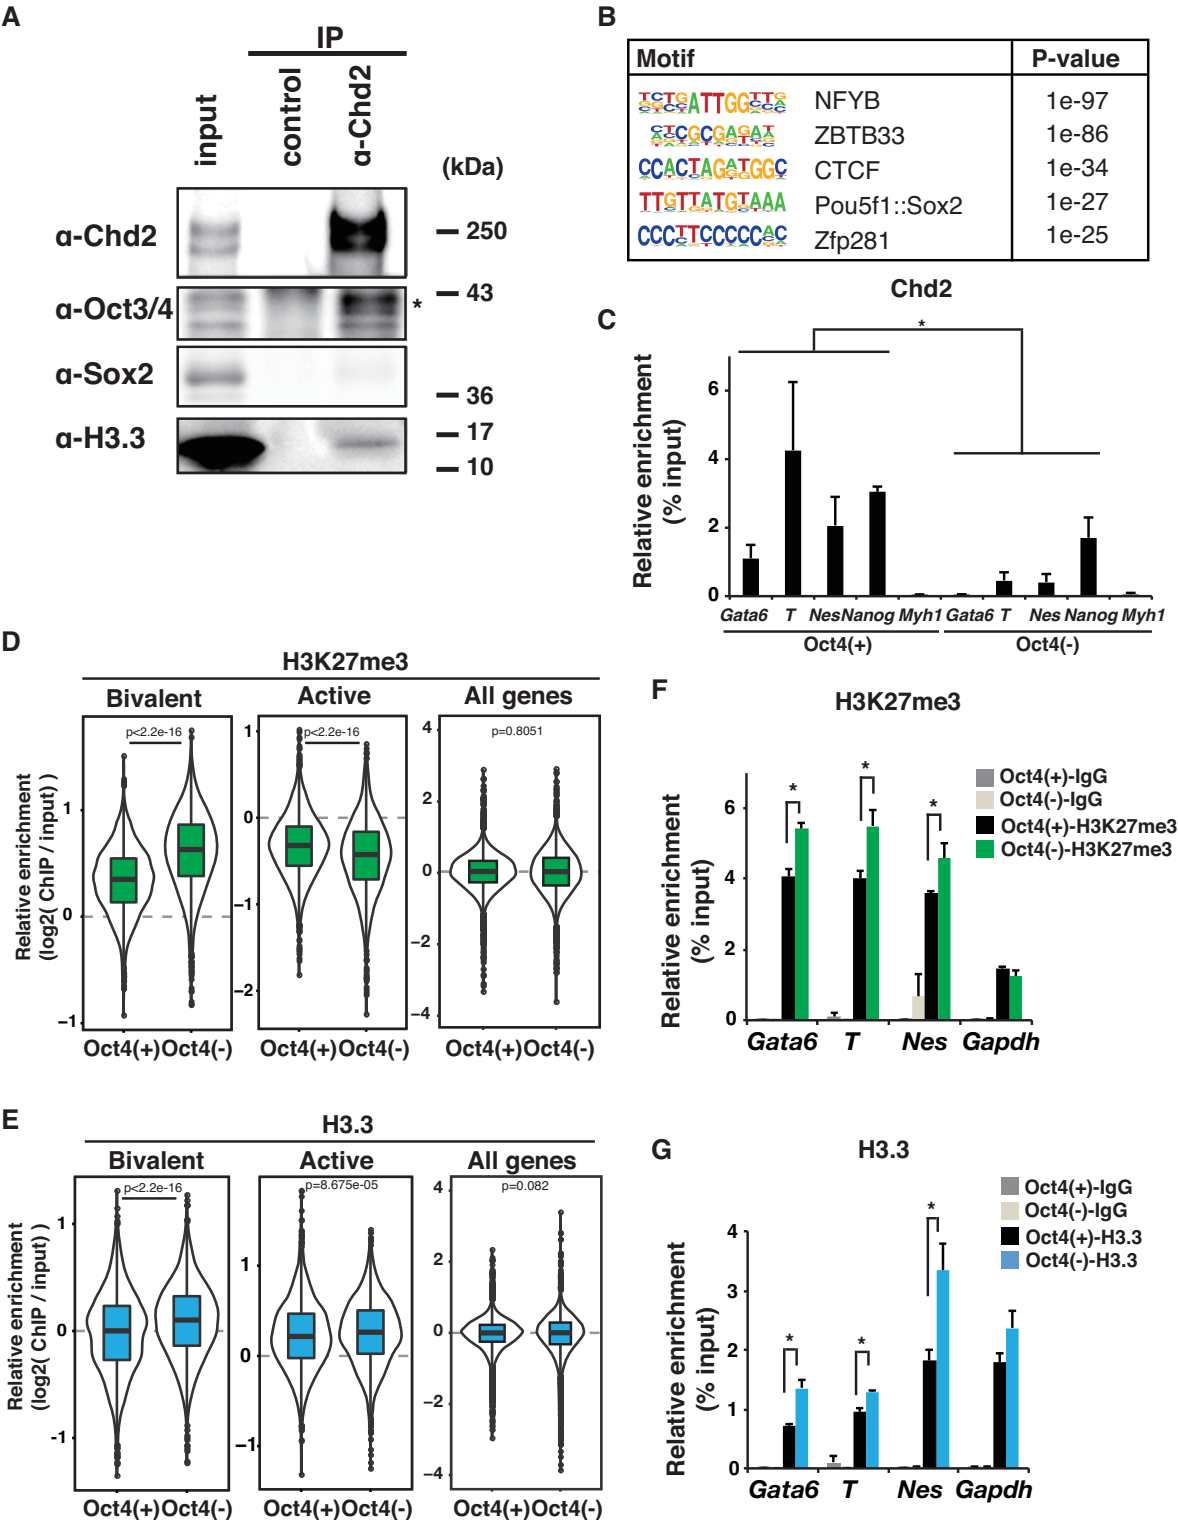 A
IP
input
control
α-Chd2
(kDa)
α-Chd2
250
α-Oct3/4
43
*
α-Sox2
36
α-H3.3
17
10
B
Motif P-value
NFYB 1e-97
ZBTB33 1e-86
CTCF 1e-34
Pou5f1::Sox2 1e-27
Zfp281 1e-25
C
Chd2
*
Relative enrichment
(% input)
6
4
2
0
Gata6 T Nes Nanog Myh1 Gata6 T Nes Nanog Myh1
Oct4(+) Oct4(-)
D
H3K27me3
Bivalent Active All genes
Relative enrichment
(log2( ChIP / input) )
p<2.2e-16 p<2.2e-16 p=0.8051
1
0
−1
1
0
−1
−2
4
2
0
−2
−4
Oct4(+) Oct4(-) Oct4(+) Oct4(-) Oct4(+) Oct4(-)
E
H3.3
Bivalent Active All genes
Relative enrichment
(log2( ChIP / input) )
p<2.2e-16 p=8.675e-05 p=0.082
1
0
-1
1
0
−1
4
2
0
−2
−4
Oct4(+) Oct4(-) Oct4(+) Oct4(-) Oct4(+) Oct4(-)
F
H3K27me3
Oct4(+)-IgG
Oct4(-)-IgG
Oct4(+)-H3K27me3
Oct4(-)-H3K27me3
* * *
Relative enrichment
(% input)
6
4
2
0
Gata6 T Nes Gapdh
G
H3.3
Oct4(+)-IgG
Oct4(-)-IgG
Oct4(+)-H3.3
Oct4(-)-H3.3
* * *
Relative enrichment
(% input)
4
3
2
1
0
Gata6 T Nes Gapdh